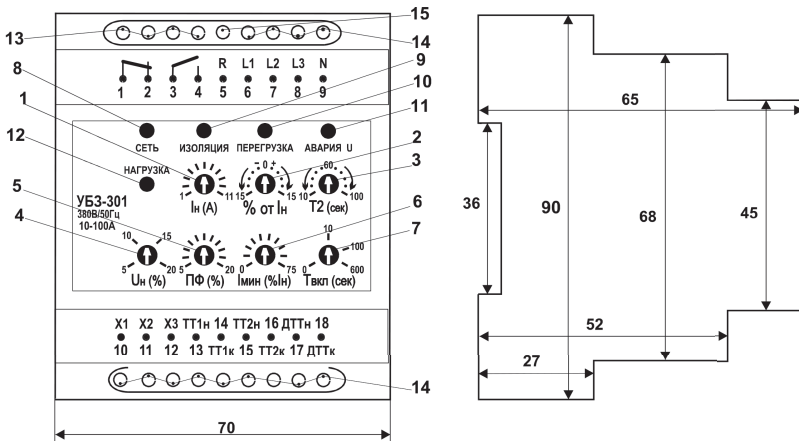 15
13
14
R L1 L2 L3 N
1 2 3 4 5 6 7 8 9
8
9
1
10
12
11
СЕТЬ ИЗОЛЯЦИЯ ПЕРЕГРУЗКА АВАРИЯ U
НАГРУЗКА
2
3
1 11
Iн (А)
- 0 +
15 15
% от Iн
60
10 100
T2 (сек)
5
4
УБЗ-301
380В/50Гц
10-100А
6
7
10 15
5 20
Uн (%)
5 20
ПФ (%)
0 75
Iмин (%Iн)
10
100
0 600
Твкл (сек)
X1 X2 X3 ТТ1н 14 ТТ2н 16 ДТТн 18
10 11 12 13 ТТ1к 15 ТТ2к 17 ДТТк
14
70
65
36
90
68
45
52
27